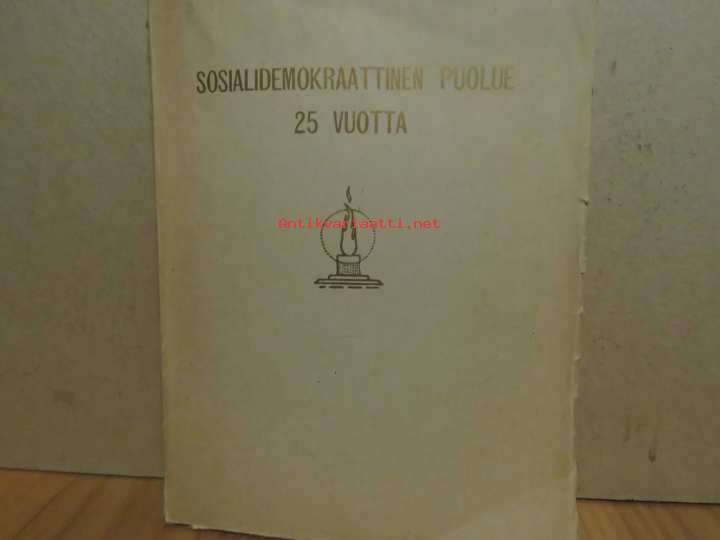 SOSIALIDEMOKRAATTINEN PUOLUE
25 VUOTTA
Antikvariaatti.net